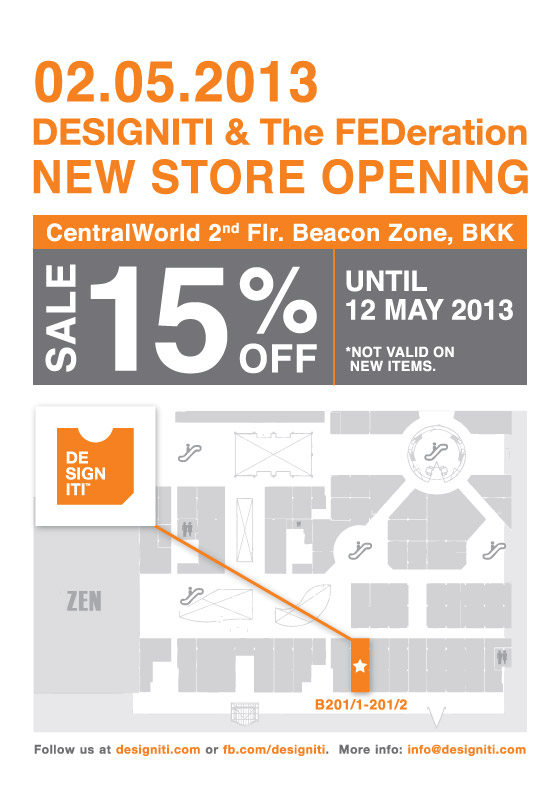 02.05.2013
DESIGNITI & The FEDeration
NEW STORE OPENING
CentralWorld 2nd Flr. Beacon Zone, BKK
SALE
15%
OFF
UNTIL
12 MAY 2013
*NOT VALID ON
NEW ITEMS.
DE
SIGN
ITI™
ZEN
B201/1-201/2
Follow us at designiti.com or fb.com/designiti. More info: info@designiti.com